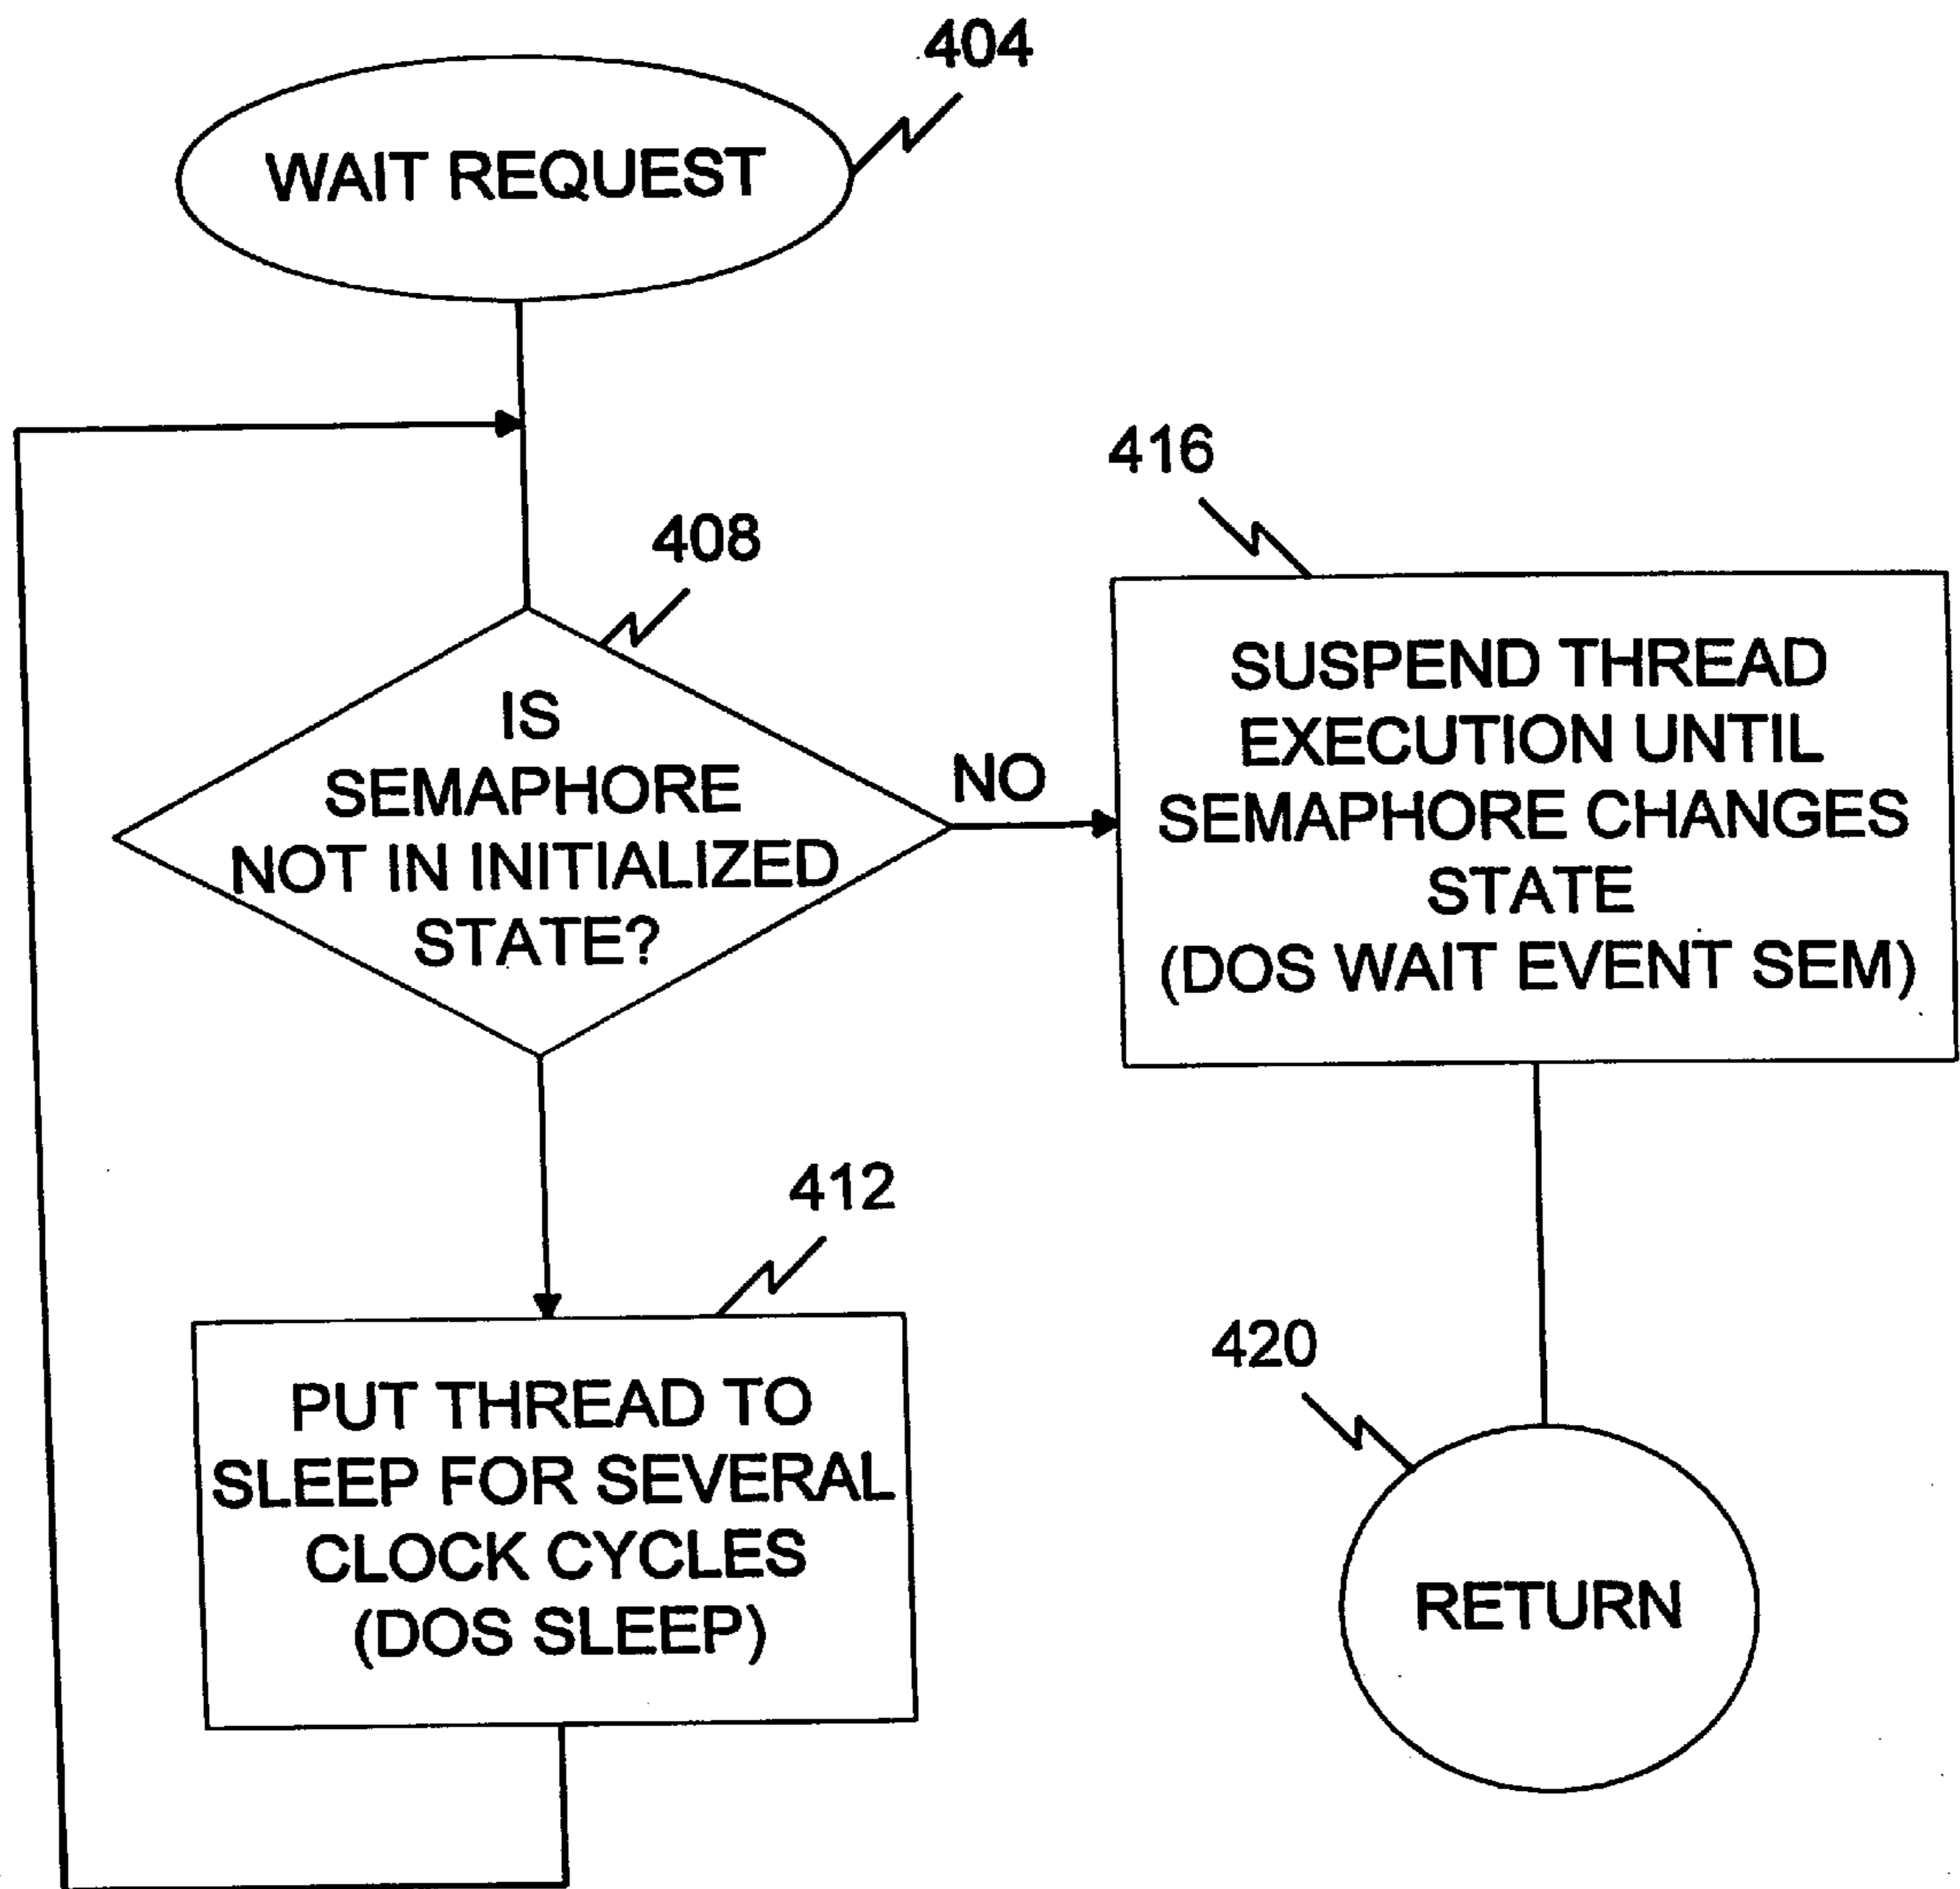 404
WAIT REQUEST
416
408
IS
SEMAPHORE
NOT IN INITIALIZED
STATE?
NO
SUSPEND THREAD
EXECUTION UNTIL
SEMAPHORE CHANGES
STATE
(DOS WAIT EVENT SEM)
412
PUT THREAD TO
SLEEP FOR SEVERAL
CLOCK CYCLES
(DOS SLEEP)
420
RETURN